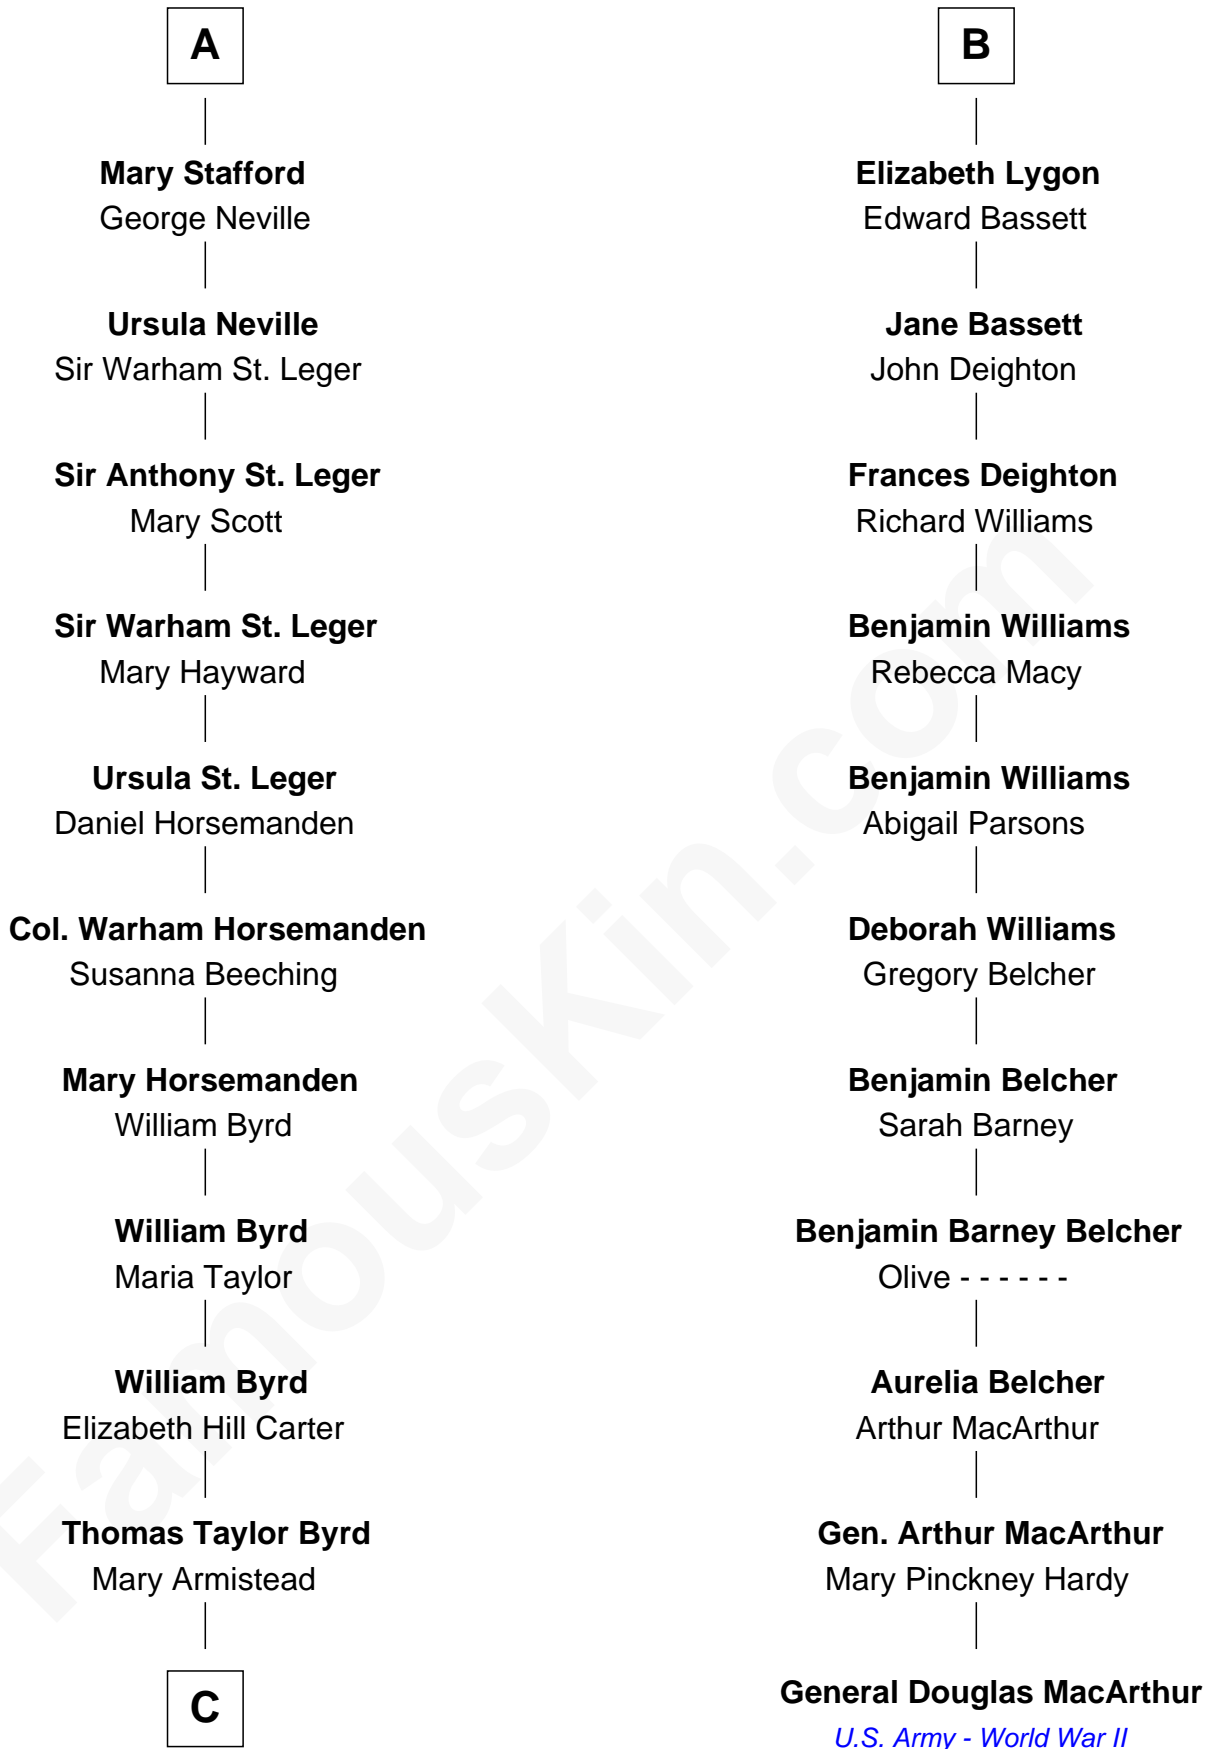 A
Mary Stafford
George Neville
Ursula Neville
Sir Warham St. Leger
Sir Anthony St. Leger
Mary Scott
Sir Warham St. Leger
Mary Hayward
Ursula St. Leger
Daniel Horsemanden
Col. Warham Horsemanden
Susanna Beeching
Mary Horsemanden
William Byrd
William Byrd
Maria Taylor
William Byrd
Elizabeth Hill Carter
Thomas Taylor Byrd
Mary Armistead
C
B
Elizabeth Lygon
Edward Bassett
Jane Bassett
John Deighton
Frances Deighton
Richard Williams
Benjamin Williams
Rebecca Macy
Benjamin Williams
Abigail Parsons
Deborah Williams
Gregory Belcher
Benjamin Belcher
Sarah Barney
Benjamin Barney Belcher
Olive - - - - - -
Aurelia Belcher
Arthur MacArthur
Gen. Arthur MacArthur
Mary Pinckney Hardy
General Douglas MacArthur
U.S. Army - World War II
FamousKin.com